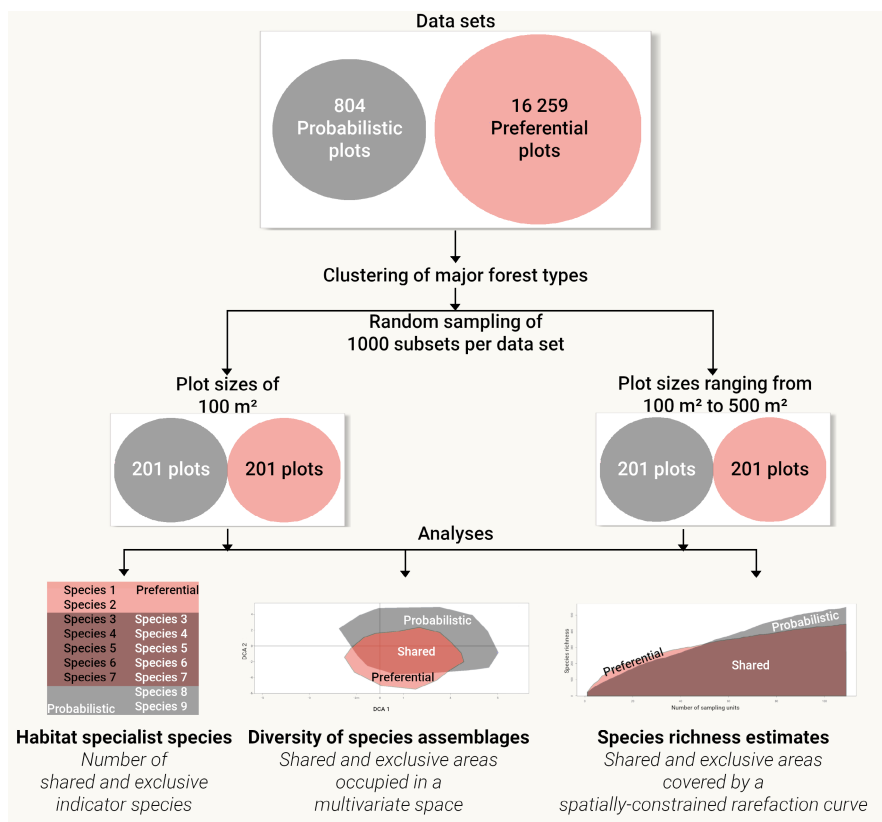 Data sets
804
Probabilistic
plots
16 259
Preferential
plots
Clustering of major forest types
Random sampling of
1000 subsets per data set
Plot sizes of
100 m²
Plot sizes ranging from
100 m² to 500 m²
201 plots
201 plots
201 plots
201 plots
Analyses
Species 1 Preferential
Species 2
Species 3 Species 3
Species 4 Species 4
Species 5 Species 5
Species 6 Species 6
Species 7 Species 7
Species 8
Probabilistic Species 9
DCA 2
Probabilistic
Shared
Preferential
DCA 1
Species richness
Preferential
Probabilistic
Shared
Number of sampling units
Habitat specialist species
Number of
shared and exclusive
indicator species
Diversity of species assemblages
Shared and exclusive areas
occupied in a
multivariate space
Species richness estimates
Shared and exclusive areas
covered by a
spatially-constrained rarefaction curve